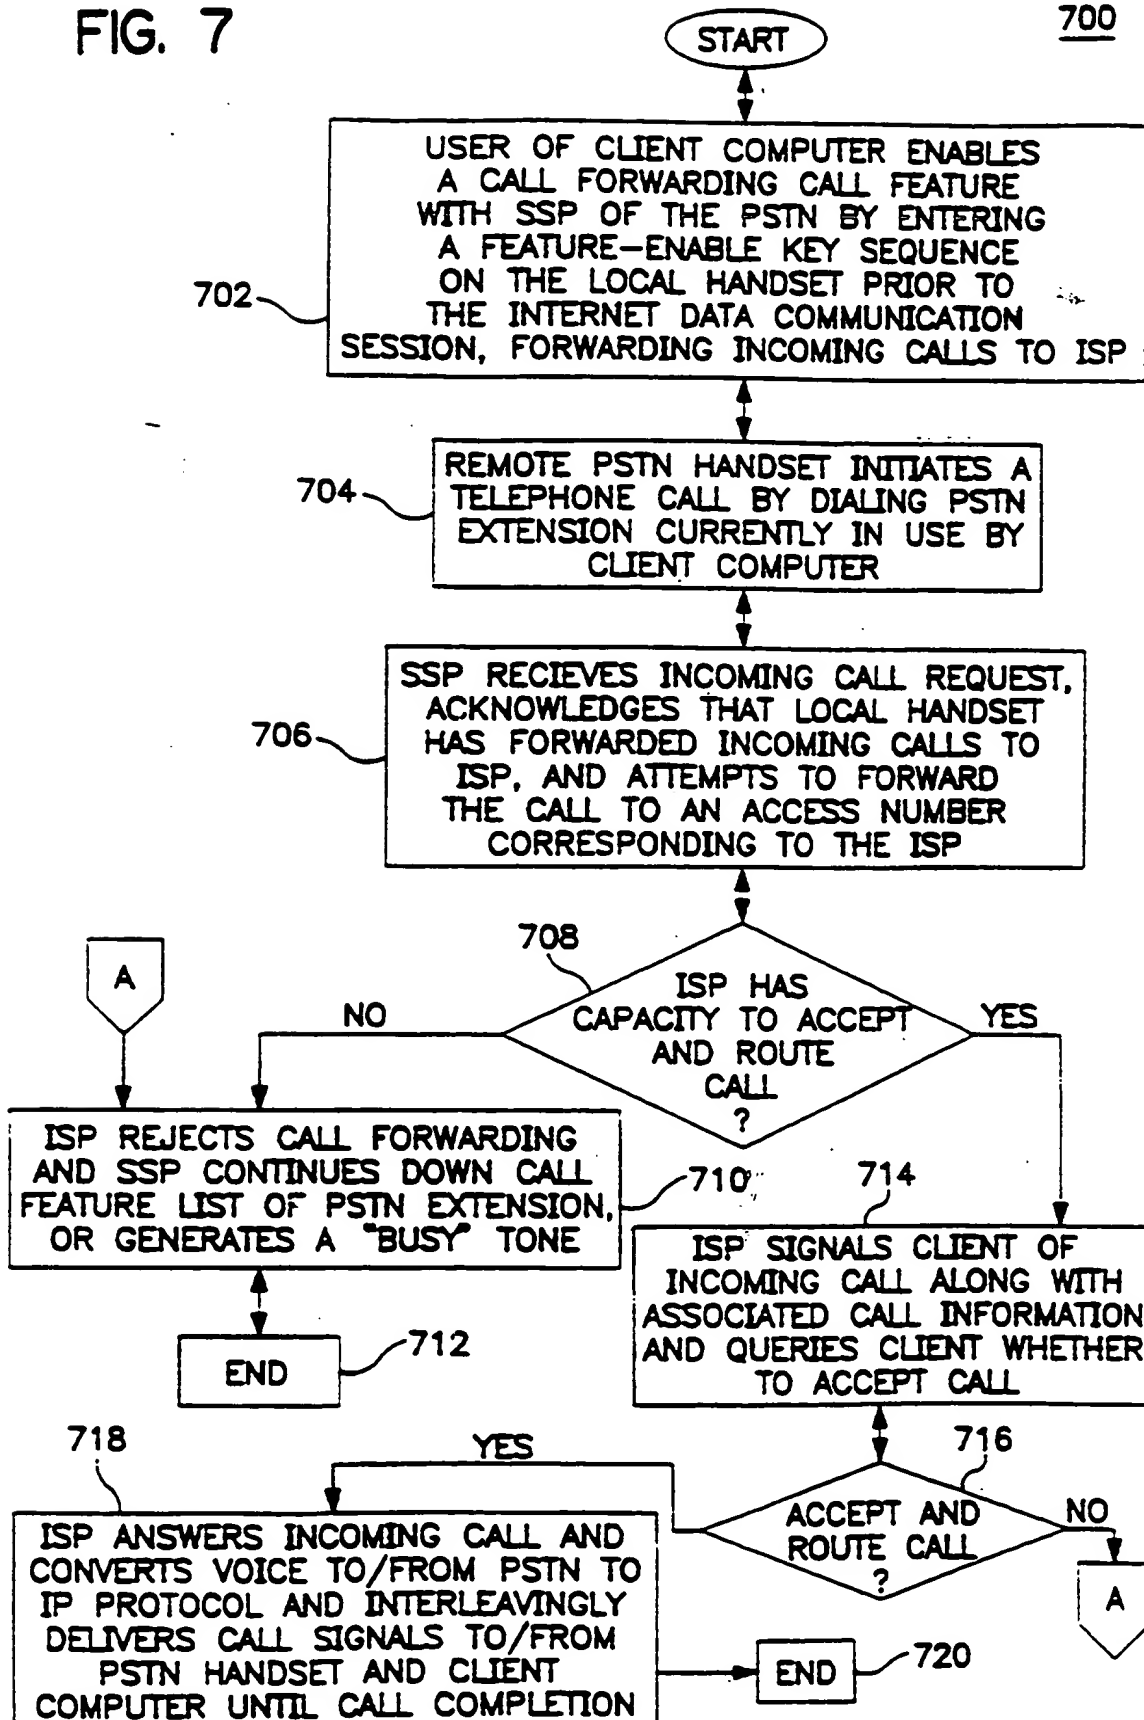 FIG. 7
700
START
USER OF CLIENT COMPUTER ENABLES
A CALL FORWARDING CALL FEATURE
WITH SSP OF THE PSTN BY ENTERING
A FEATURE-ENABLE KEY SEQUENCE
ON THE LOCAL HANDSET PRIOR TO
THE INTERNET DATA COMMUNICATION
SESSION, FORWARDING INCOMING CALLS TO ISP
702
REMOTE PSTN HANDSET INITIATES A
TELEPHONE CALL BY DIALING PSTN
EXTENSION CURRENTLY IN USE BY
CLIENT COMPUTER
704
SSP RECIEVES INCOMING CALL REQUEST,
ACKNOWLEDGES THAT LOCAL HANDSET
HAS FORWARDED INCOMING CALLS TO
ISP, AND ATTEMPTS TO FORWARD
THE CALL TO AN ACCESS NUMBER
CORRESPONDING TO THE ISP
706
708
ISP HAS
CAPACITY TO ACCEPT
AND ROUTE
CALL
?
NO
YES
A
ISP REJECTS CALL FORWARDING
AND SSP CONTINUES DOWN CALL
FEATURE LIST OF PSTN EXTENSION,
OR GENERATES A "BUSY" TONE
710
END
712
714
ISP SIGNALS CLIENT OF
INCOMING CALL ALONG WITH
ASSOCIATED CALL INFORMATION
AND QUERIES CLIENT WHETHER
TO ACCEPT CALL
716
ACCEPT AND
ROUTE CALL
?
YES
NO
A
718
ISP ANSWERS INCOMING CALL AND
CONVERTS VOICE TO/FROM PSTN TO
IP PROTOCOL AND INTERLEAVINGLY
DELIVERS CALL SIGNALS TO/FROM
PSTN HANDSET AND CLIENT
COMPUTER UNTIL CALL COMPLETION
END
720